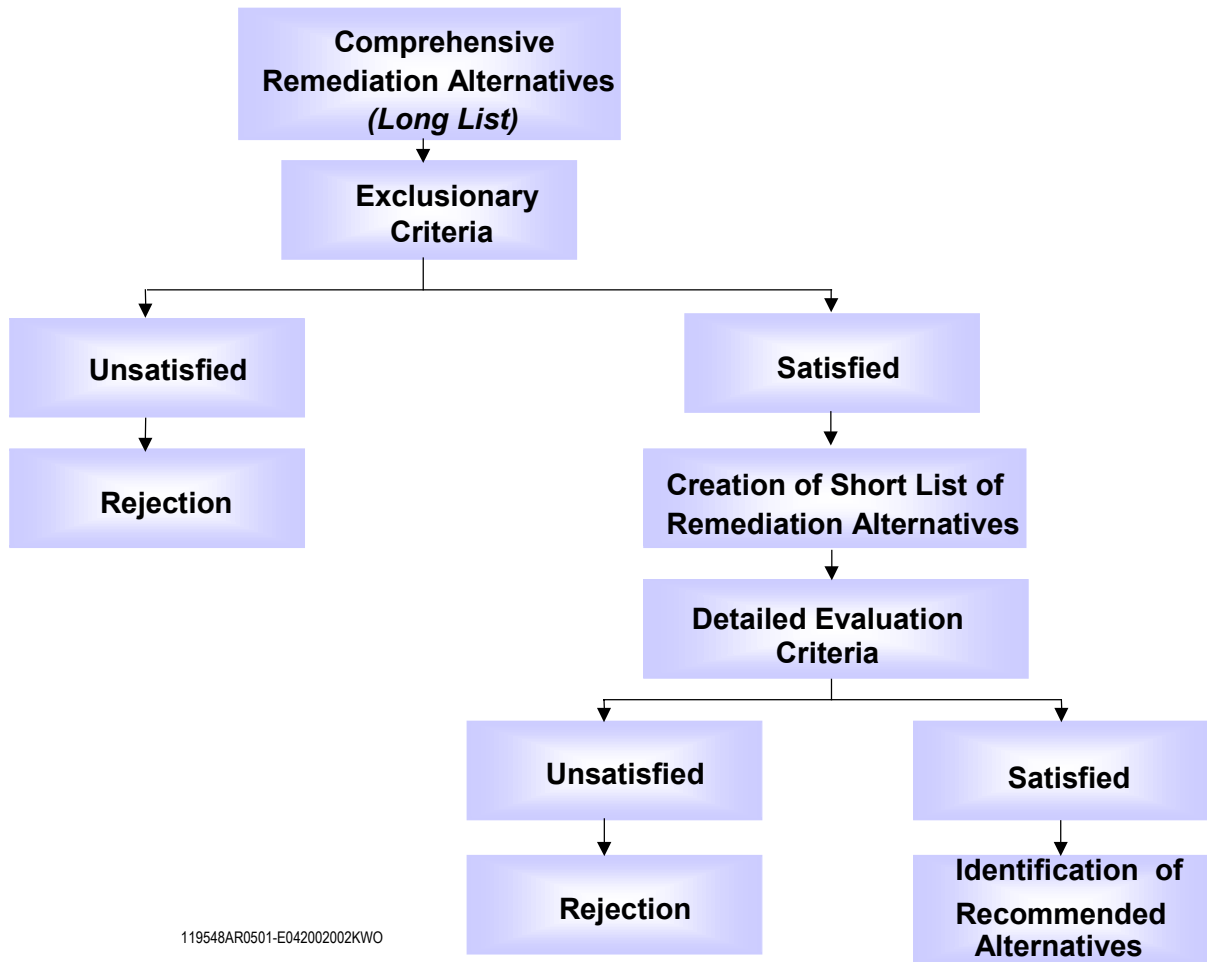 Comprehensive
Remediation Alternatives
(Long List)
Exclusionary
Criteria
Unsatisfied
Satisfied
Rejection
Creation of Short List of
Remediation Alternatives
Detailed Evaluation
Criteria
Unsatisfied
Satisfied
Rejection
Identification of
Recommended
Alternatives
119548AR0501-E042002002KWO